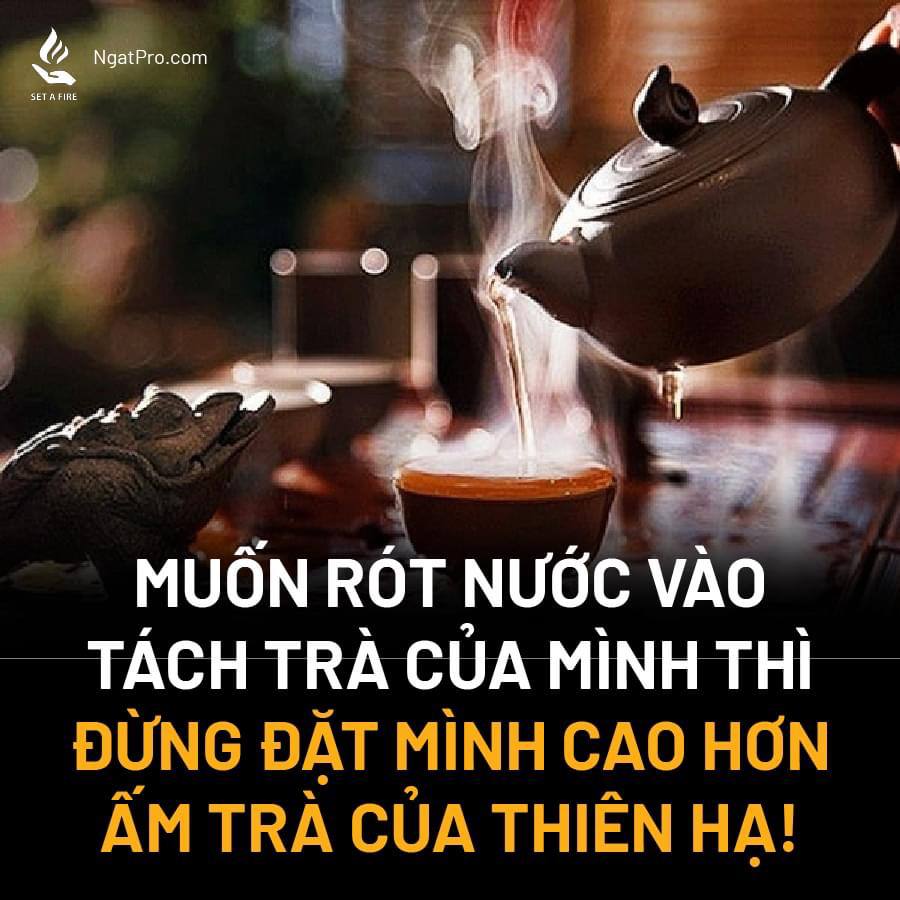 NgatPro.com
SET A FIRE
MUỐN RÓT NƯỚC VÀO
TÁCH TRÀ CỦA MÌNH THÌ
ĐỪNG ĐẶT MÌNH CAO HƠN
ẤM TRÀ CỦA THIÊN HẠ!